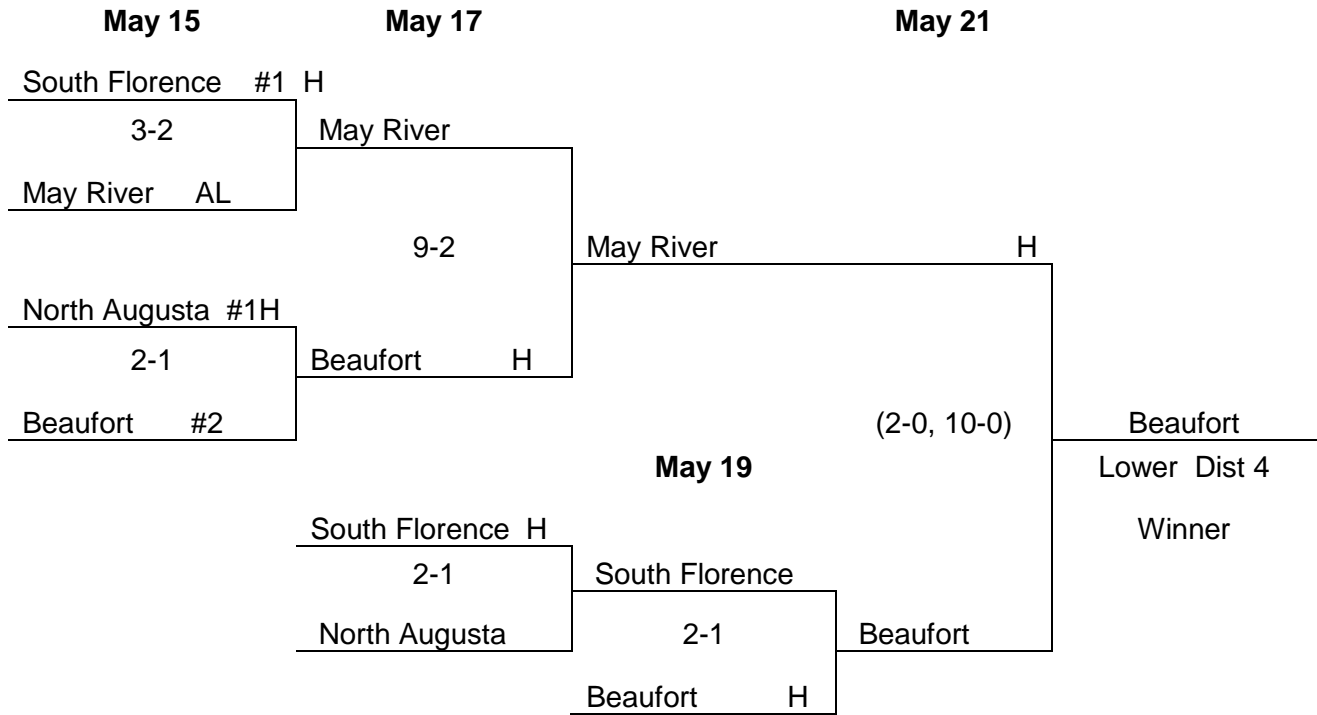 May 15 May 17 May 21
South Florence #1 H
3-2 May River
May River AL
9-2 May River H
North Augusta #1H
2-1 Beaufort H
Beaufort #2 (2-0, 10-0) Beaufort
May 19 Lower Dist 4
South Florence H Winner
2-1 South Florence
North Augusta 2-1 Beaufort
Beaufort H